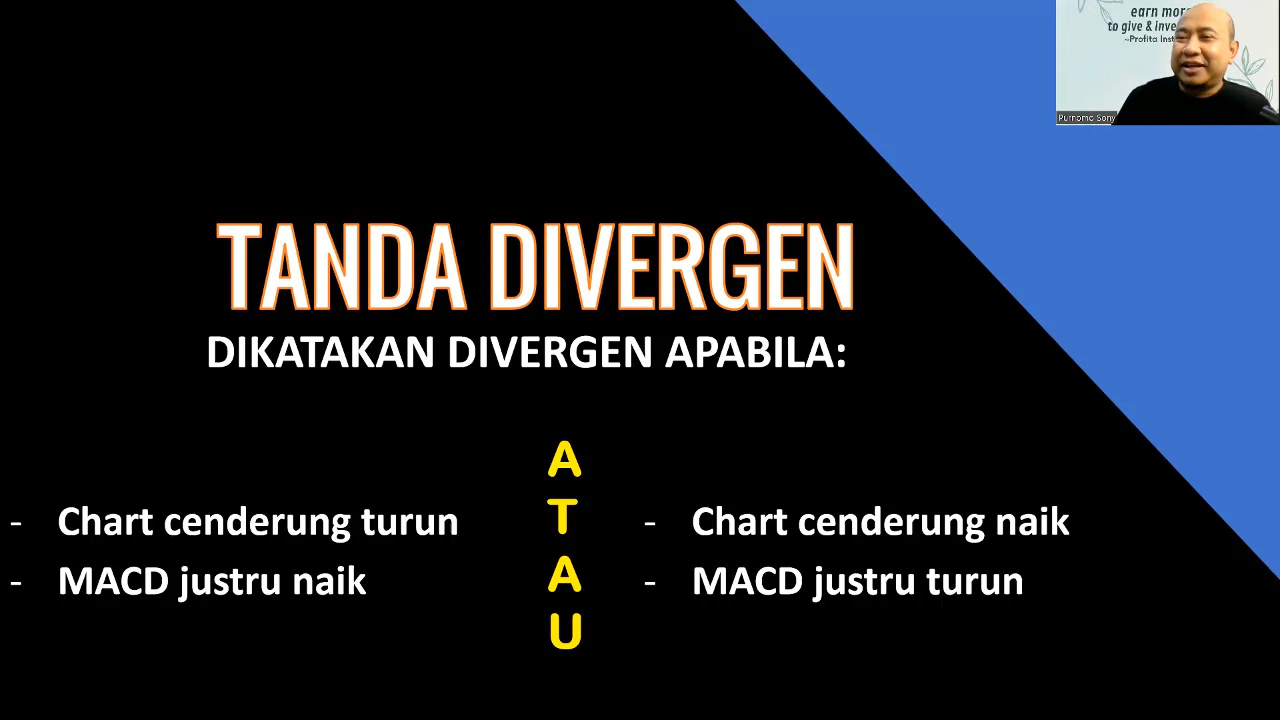 earn more
to give & inve
~Profita Inst
Purnomo Sony
TANDA DIVERGEN
DIKATAKAN DIVERGEN APABILA:
- Chart cenderung turun
- MACD justru naik
A
T
A
U
- Chart cenderung naik
- MACD justru turun